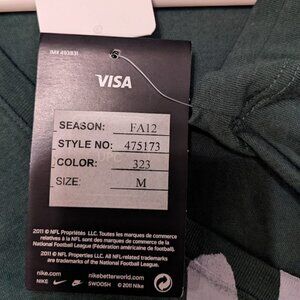 IM# 493931
VISA
SEASON: FA12
STYLE NO: 475173
COLOR: 323
SIZE: M
2011 © NFL Propriétés LLC. Toutes les marques de commerce
relatives à la NFL sont des marques de commerce de la
National Football League (Fédération américaine de football).
2011 © NFL Properties LLC. All NFL-related trademarks
are trademarks of the National Football League.
nike.com nikebetterworld.com
NIKE SWOOSH © 2011 NIKE